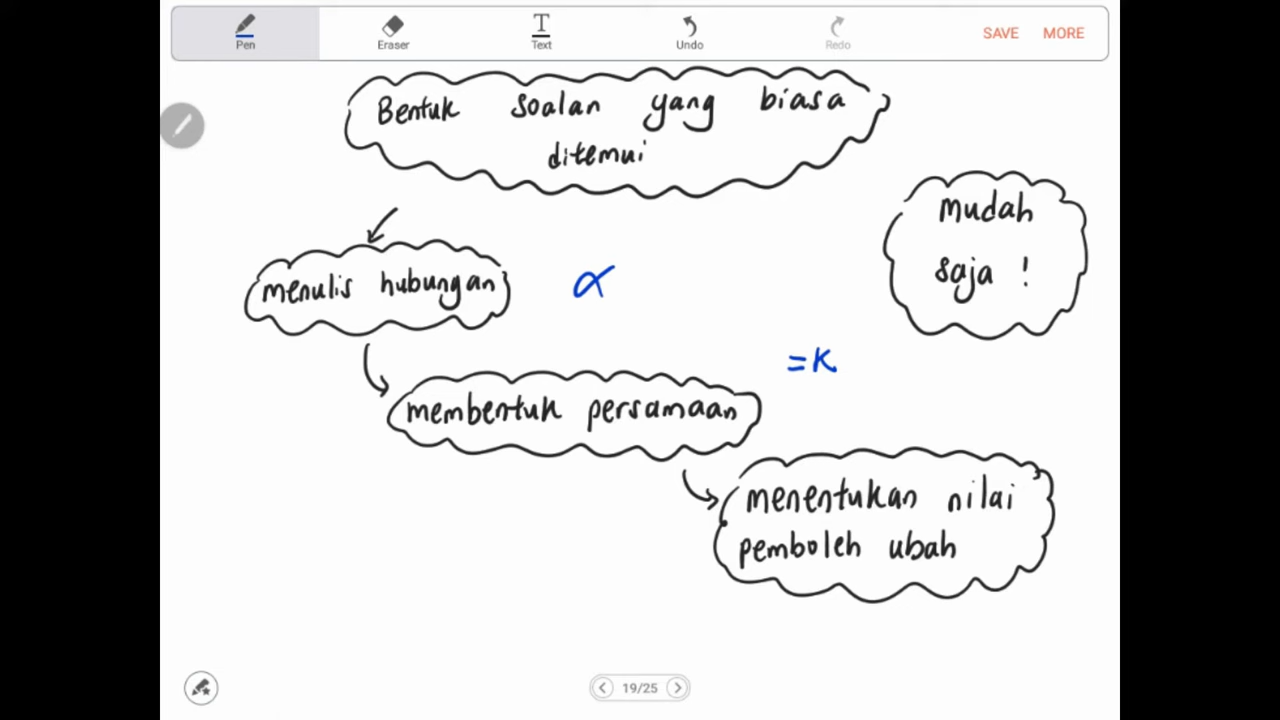 Pen
Eraser
Text
Undo
Redo
SAVE
MORE
Bentuk soalan yang biasa
ditemui
mudah
saja !
menulis hubungan
∝
=K
membentuk persamaan
menentukan nilai
pemboleh ubah
19/25